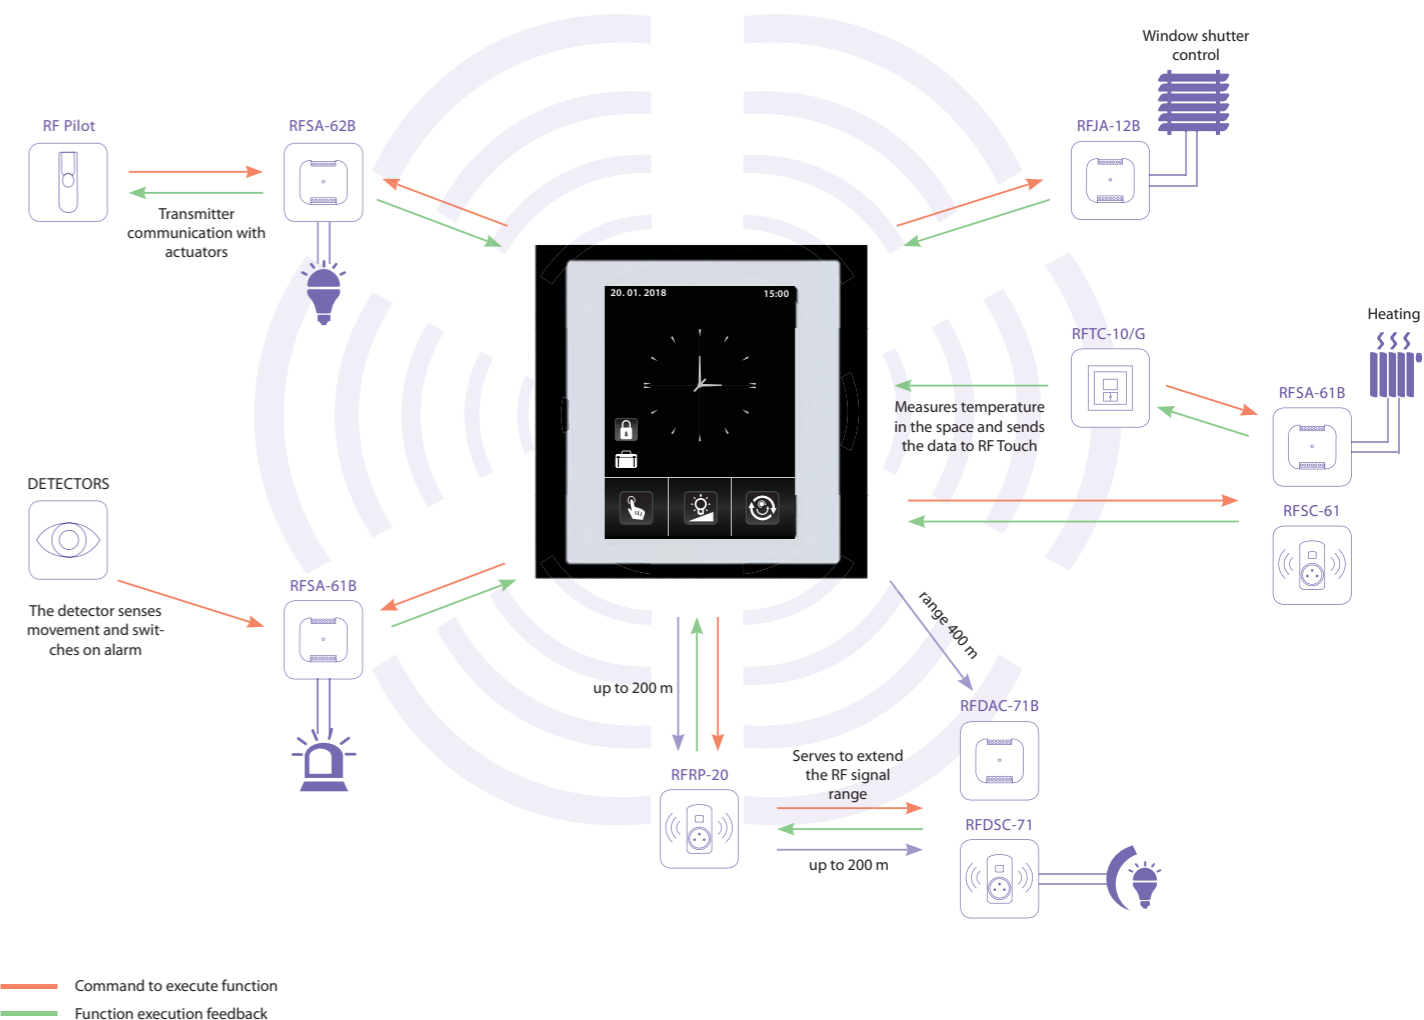 Window shutter
control
RF Pilot
RFSA-62B
RFJA-12B
Transmitter
communication with
actuators
20. 01. 2018
15:00
Heating
RFTC-10/G
RFSA-61B
Measures temperature
in the space and sends
the data to RF Touch
DETECTORS
RFSC-61
RFSA-61B
The detector senses
movement and swit-
ches on alarm
range 400 m
up to 200 m
RFDAC-71B
Serves to extend
the RF signal
range
RFRP-20
RFDSC-71
up to 200 m
Command to execute function
Function execution feedback